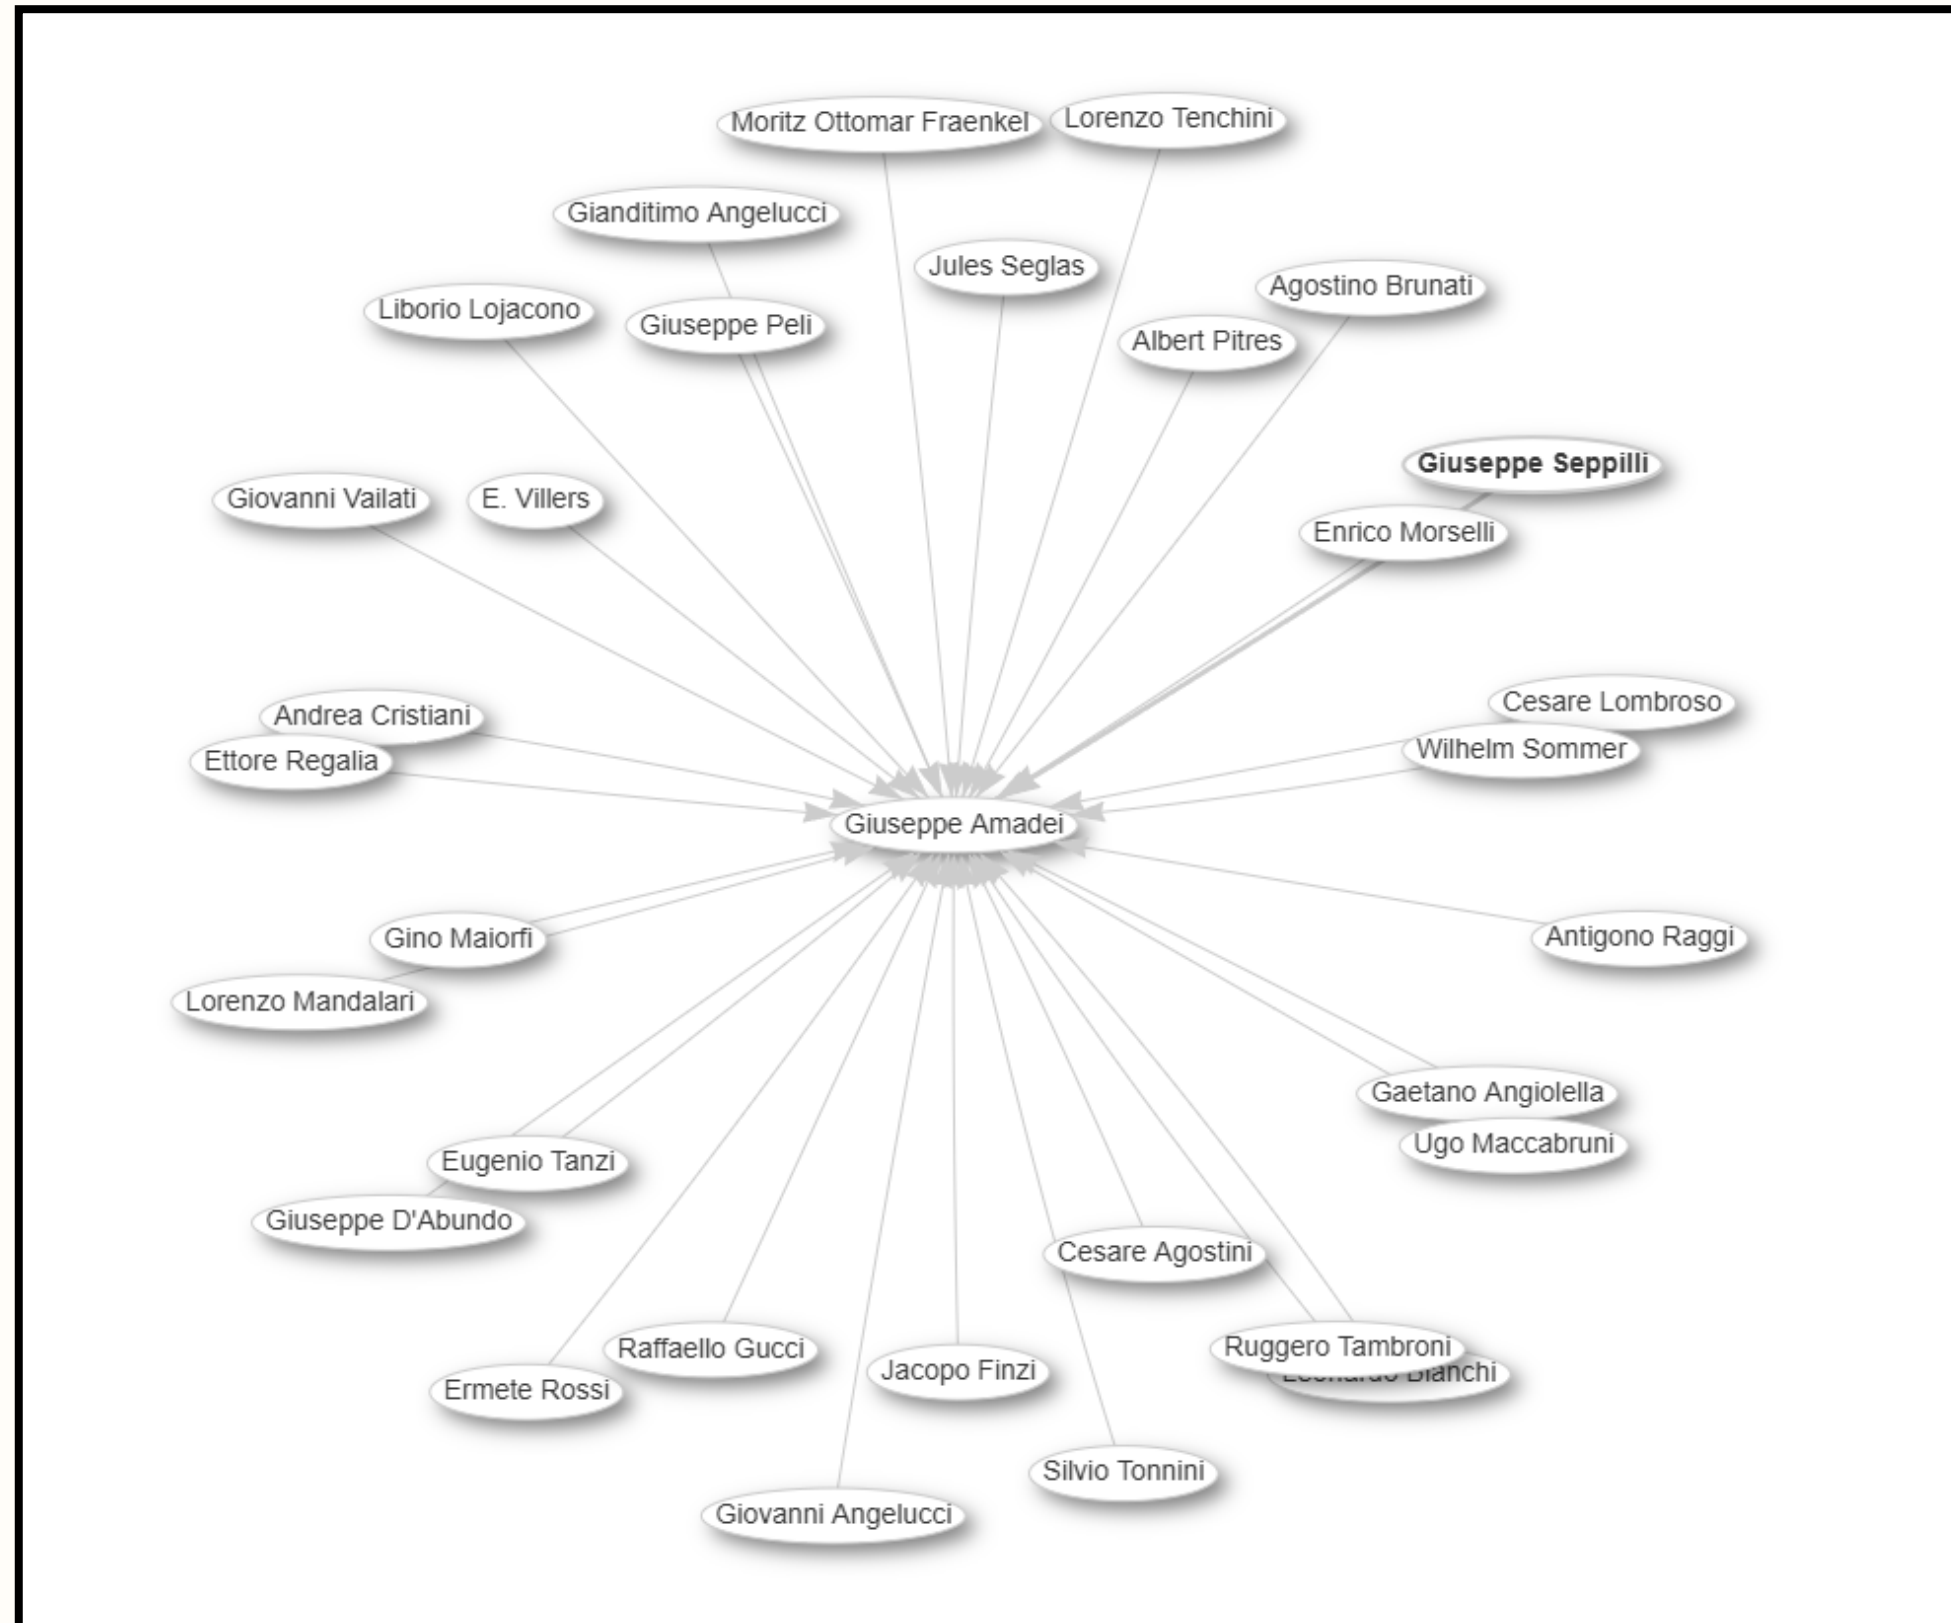 Moritz Ottomar Fraenkel
Lorenzo Tenchini
Gianditimo Angelucci
Jules Seglas
Agostino Brunati
Liborio Lojacono
Giuseppe Peli
Albert Pitres
Giuseppe Seppilli
Giovanni Vailati
E. Villers
Enrico Morselli
Cesare Lombroso
Andrea Cristiani
Wilhelm Sommer
Ettore Regalia
Giuseppe Amadei
Gino Maiorfi
Antigono Raggi
Lorenzo Mandalari
Gaetano Angiolella
Ugo Maccabruni
Eugenio Tanzi
Giuseppe D'Abundo
Cesare Agostini
Raffaello Gucci
Ruggero Tambroni
Jacopo Finzi
Leonardo Bianchi
Ermete Rossi
Silvio Tonnini
Giovanni Angelucci